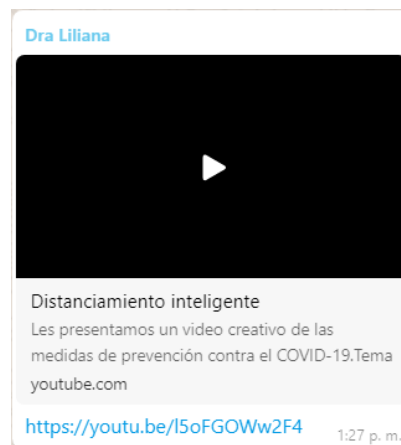 Dra Liliana
Distanciamiento inteligente
Les presentamos un video creativo de las
medidas de prevención contra el COVID-19.Tema
youtube.com
https://youtu.be/l5oFGOWw2F4
1:27 p. m.